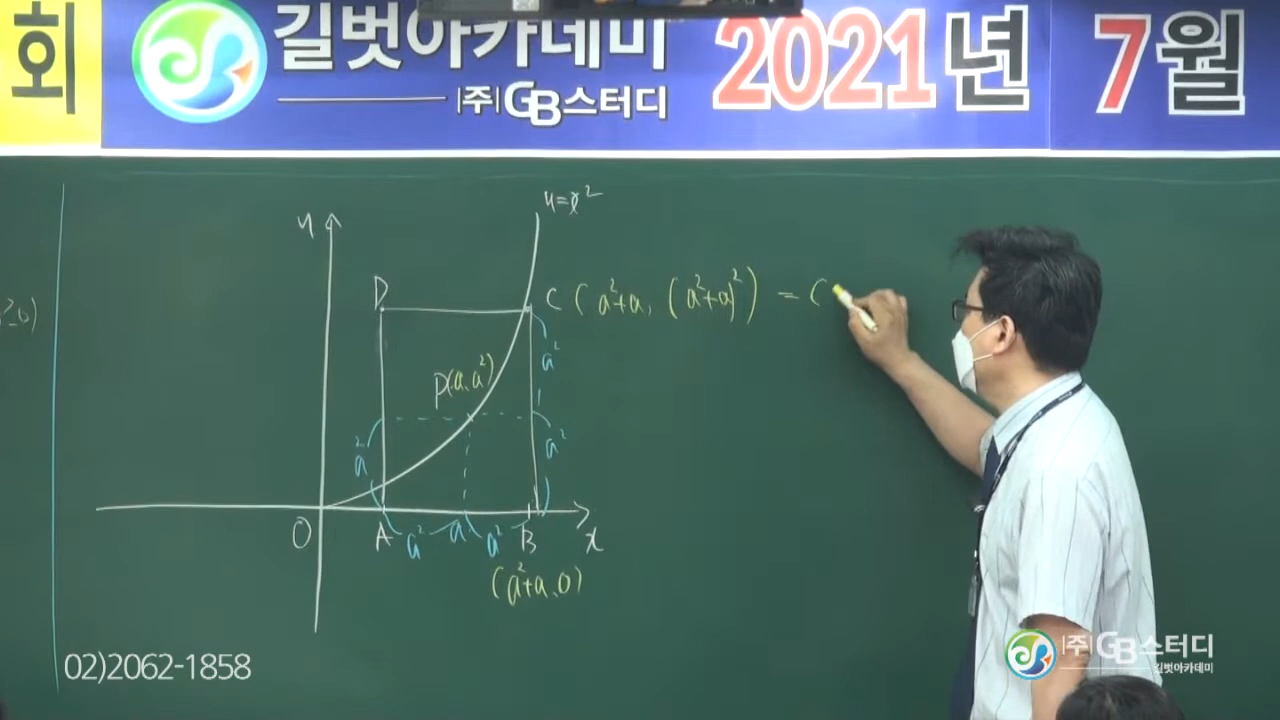 회 길벗아카데미 2021년 7월
(주)GB스터디
y=x²
y
D
C (a²+a, (a²+a)²) = (
a²
P(a, a²)
a²
a²
O
A a² a a² B x
(a²+a, 0)
02)2062-1858
(주)GB스터디
길벗아카데미